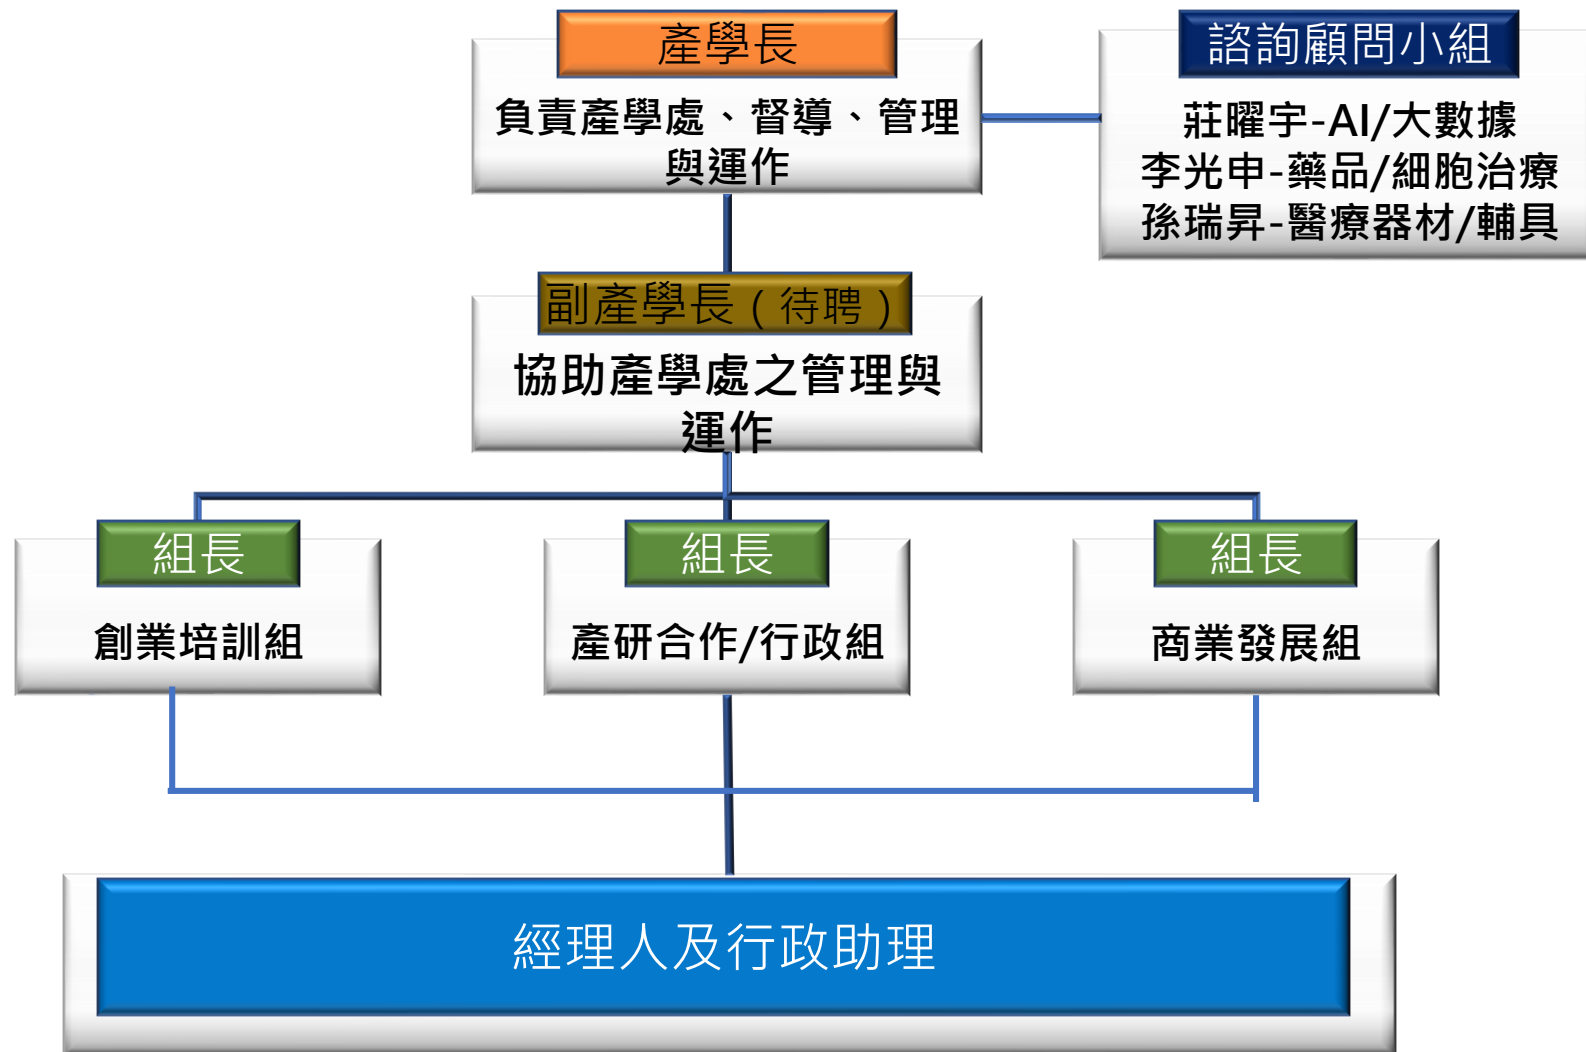 產學長
負責產學處、督導、管理
與運作
諮詢顧問小組
莊曜宇-AI/大數據
李光申-藥品/細胞治療
孫瑞昇-醫療器材/輔具
副產學長（待聘）
協助產學處之管理與
運作
組長
創業培訓組
組長
產研合作/行政組
組長
商業發展組
經理人及行政助理